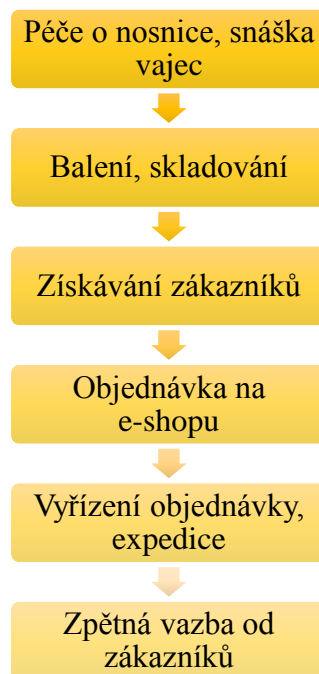 Péče o nosnice, snáška
vajec
Balení, skladování
Získávání zákazníků
Objednávka na
e-shopu
Vyřízení objednávky,
expedice
Zpětná vazba od
zákazníků